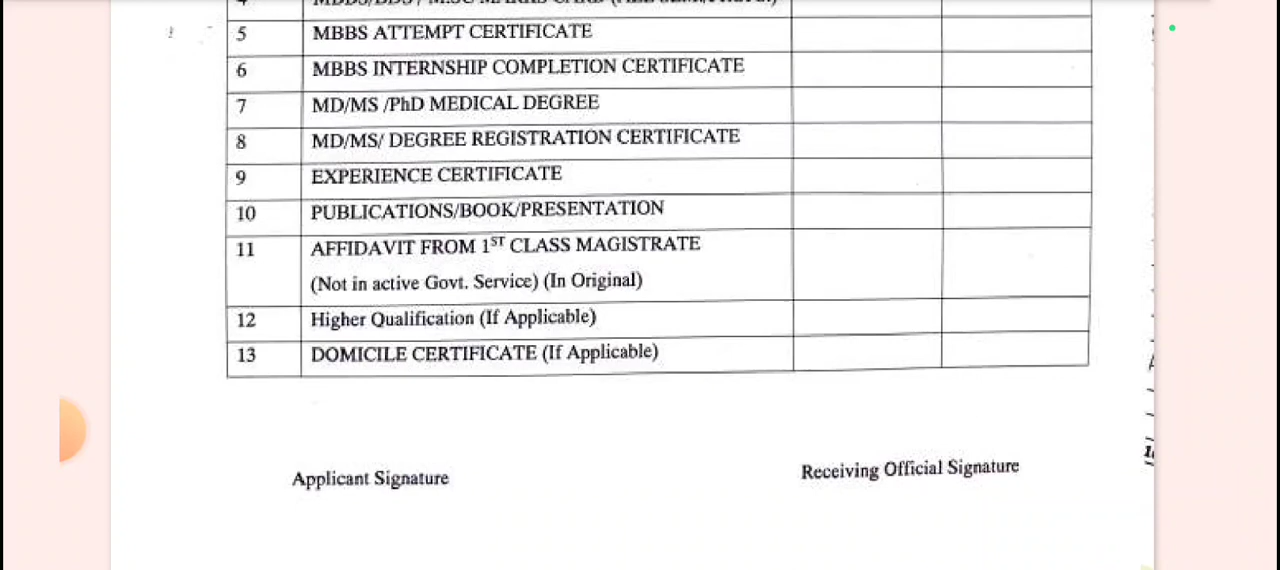 5 MBBS ATTEMPT CERTIFICATE
6 MBBS INTERNSHIP COMPLETION CERTIFICATE
7 MD/MS /PhD MEDICAL DEGREE
8 MD/MS/ DEGREE REGISTRATION CERTIFICATE
9 EXPERIENCE CERTIFICATE
10 PUBLICATIONS/BOOK/PRESENTATION
11 AFFIDAVIT FROM 1ST CLASS MAGISTRATE
(Not in active Govt. Service) (In Original)
12 Higher Qualification (If Applicable)
13 DOMICILE CERTIFICATE (If Applicable)
Applicant Signature
Receiving Official Signature